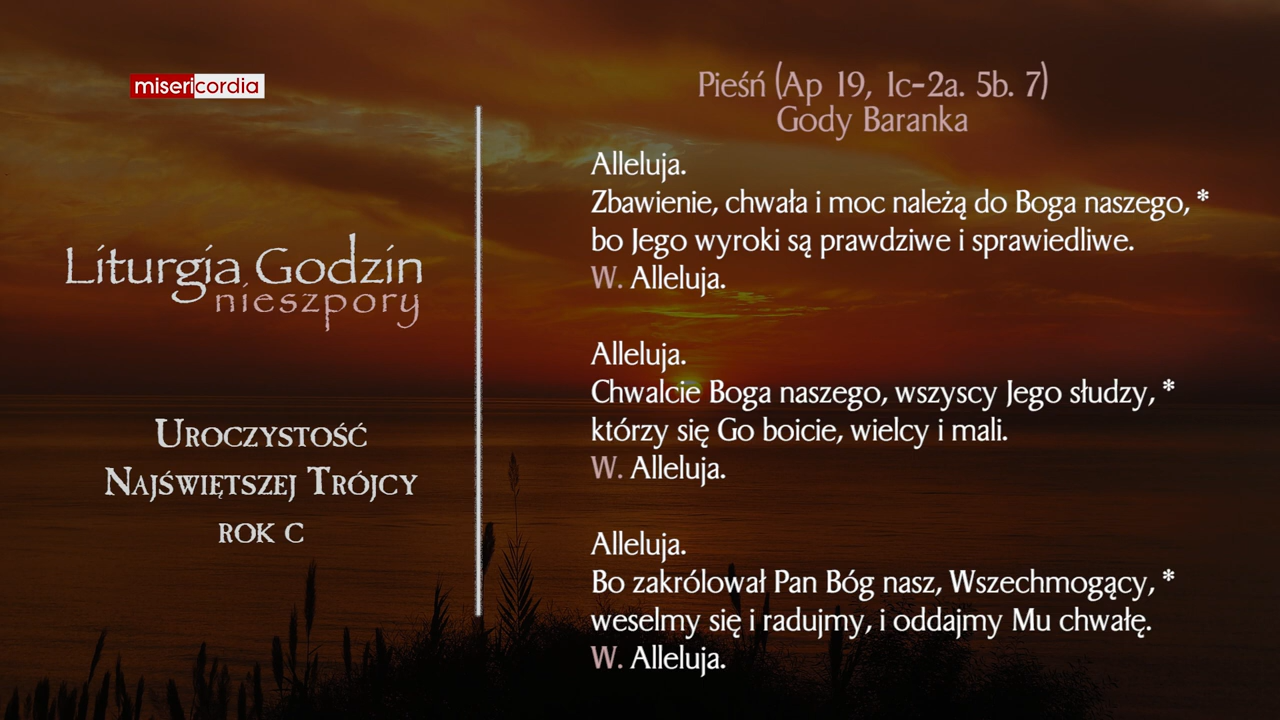 misericordia
Liturgia Godzin
nieszpory
Uroczystość
Najświętszej Trójcy
rok C
Pieśń (Ap 19, 1c-2a. 5b. 7)
Gody Baranka
Alleluja.
Zbawienie, chwała i moc należą do Boga naszego, *
bo Jego wyroki są prawdziwe i sprawiedliwe.
W. Alleluja.
Alleluja.
Chwalcie Boga naszego, wszyscy Jego słudzy, *
którzy się Go boicie, wielcy i mali.
W. Alleluja.
Alleluja.
Bo zakrólował Pan Bóg nasz, Wszechmogący, *
weselmy się i radujmy, i oddajmy Mu chwałę.
W. Alleluja.